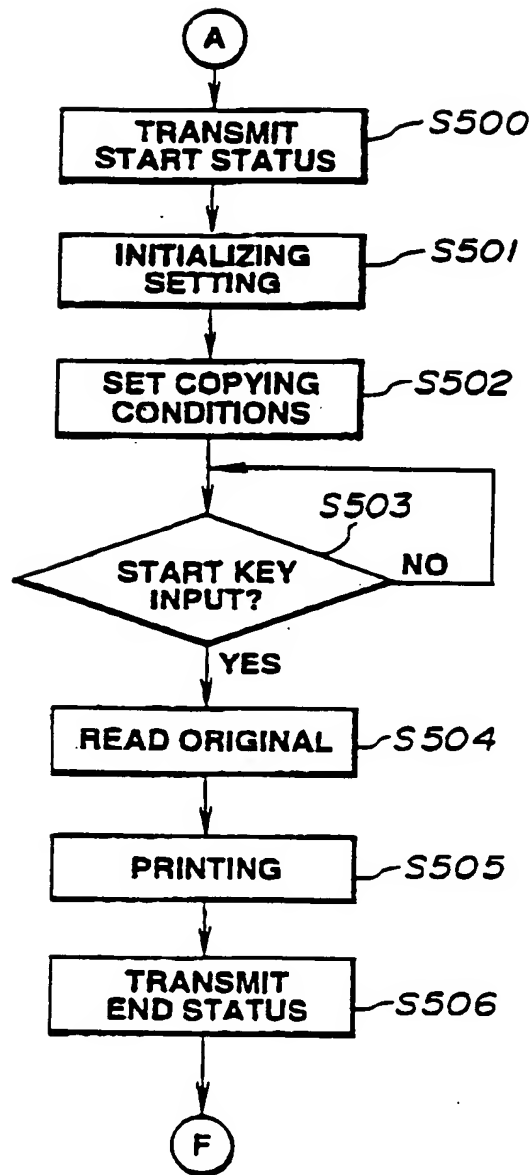 A
TRANSMIT
START STATUS
S500
INITIALIZING
SETTING
S501
SET COPYING
CONDITIONS
S502
S503
START KEY
INPUT?
NO
YES
READ ORIGINAL
S504
PRINTING
S505
TRANSMIT
END STATUS
S506
F